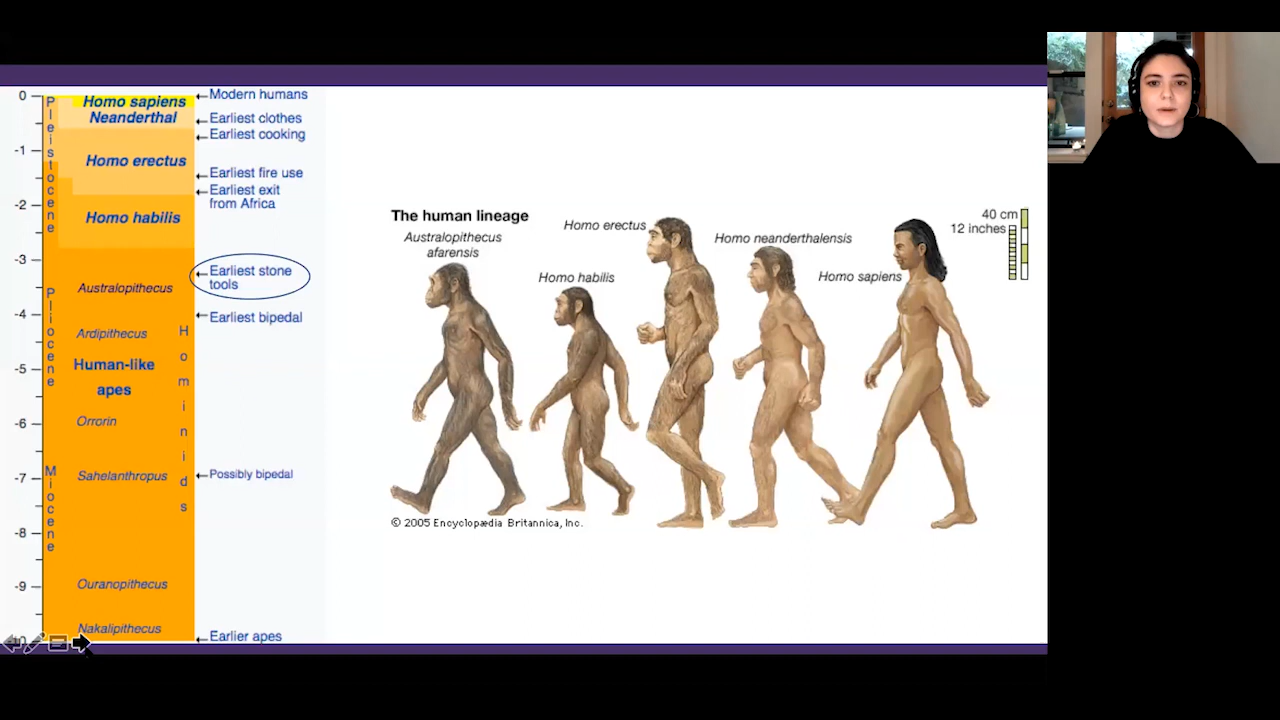 0
-1
-2
-3
-4
-5
-6
-7
-8
-9
Pleistocene
Pliocene
Miocene
Hominids
Homo sapiens
Neanderthal
Homo erectus
Homo habilis
Australopithecus
Ardipithecus
Human-like
apes
Orrorin
Sahelanthropus
Ouranopithecus
Nakalipithecus
Modern humans
Earliest clothes
Earliest cooking
Earliest fire use
Earliest exit
from Africa
Earliest stone
tools
Earliest bipedal
Possibly bipedal
Earlier apes
The human lineage
Australopithecus
afarensis
Homo habilis
Homo erectus
Homo neanderthalensis
Homo sapiens
40 cm
12 inches
© 2005 Encyclopædia Britannica, Inc.